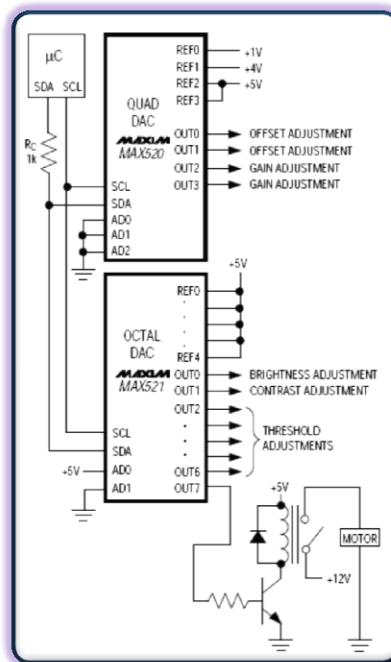 μC
SDA SCL
RC
1k
QUAD
DAC
MAXIM
MAX520
REF0
REF1
REF2
REF3
+1V
+4V
+5V
OUT0
OUT1
OUT2
OUT3
OFFSET ADJUSTMENT
OFFSET ADJUSTMENT
GAIN ADJUSTMENT
GAIN ADJUSTMENT
SCL
SDA
AD0
AD1
AD2
+5V
OCTAL
DAC
MAXIM
MAX521
REF0
REF4
OUT0
OUT1
OUT2
OUT6
OUT7
BRIGHTNESS ADJUSTMENT
CONTRAST ADJUSTMENT
THRESHOLD
ADJUSTMENTS
SCL
SDA
AD0
AD1
+5V
+5V
MOTOR
+12V